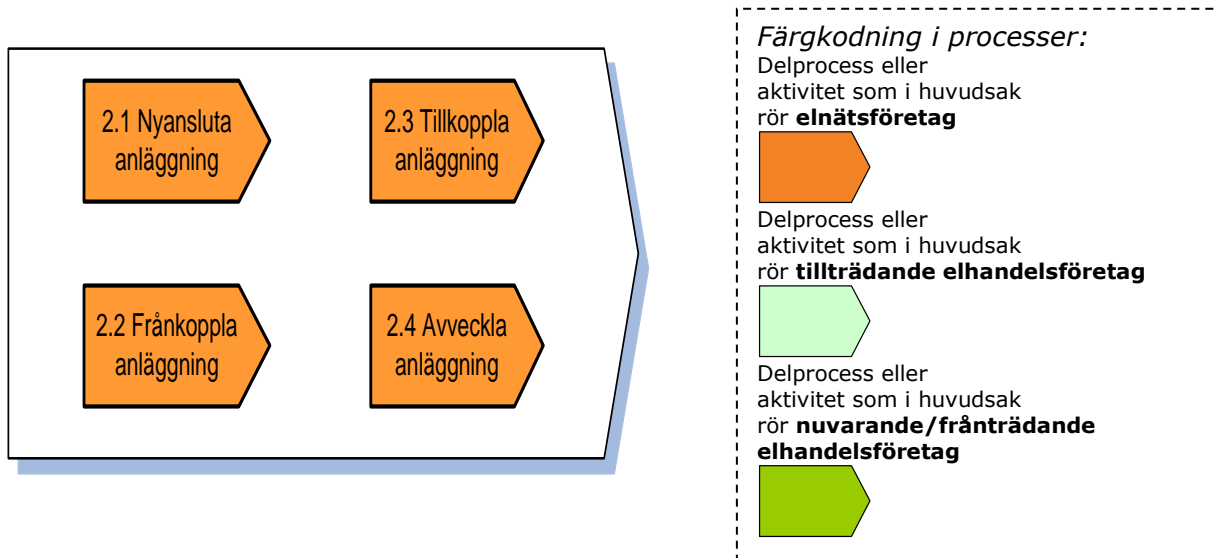 2.1 Nyansluta
anläggning
2.3 Tillkoppla
anläggning
2.2 Frånkoppla
anläggning
2.4 Avveckla
anläggning
Färgkodning i processer:
Delprocess eller
aktivitet som i huvudsak
rör elnätsföretag
Delprocess eller
aktivitet som i huvudsak
rör tillträdande elhandelsföretag
Delprocess eller
aktivitet som i huvudsak
rör nuvarande/frånträdande
elhandelsföretag